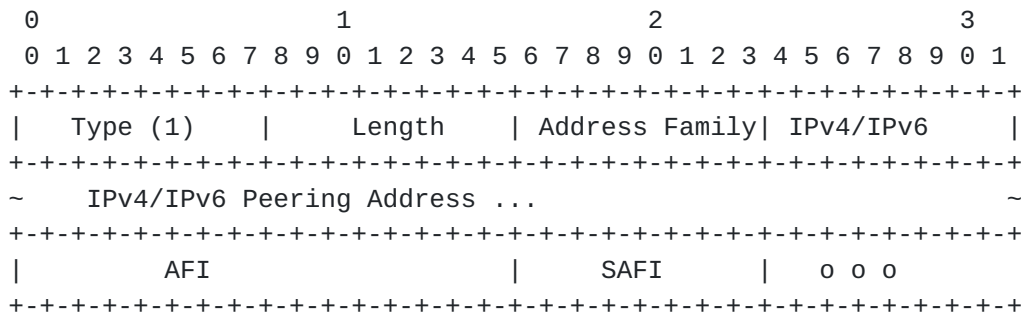 0                   1                   2                   3
 0 1 2 3 4 5 6 7 8 9 0 1 2 3 4 5 6 7 8 9 0 1 2 3 4 5 6 7 8 9 0 1
+-+-+-+-+-+-+-+-+-+-+-+-+-+-+-+-+-+-+-+-+-+-+-+-+-+-+-+-+-+-+-+-+
|   Type (1)    |     Length    | Address Family| IPv4/IPv6     |
+-+-+-+-+-+-+-+-+-+-+-+-+-+-+-+-+-+-+-+-+-+-+-+-+-+-+-+-+-+-+-+-+
~    IPv4/IPv6 Peering Address ...                              ~
+-+-+-+-+-+-+-+-+-+-+-+-+-+-+-+-+-+-+-+-+-+-+-+-+-+-+-+-+-+-+-+-+
|         AFI                   |     SAFI      |   o o o
+-+-+-+-+-+-+-+-+-+-+-+-+-+-+-+-+-+-+-+-+-+-+-+-+-+-+-+-+-+-+-+-+